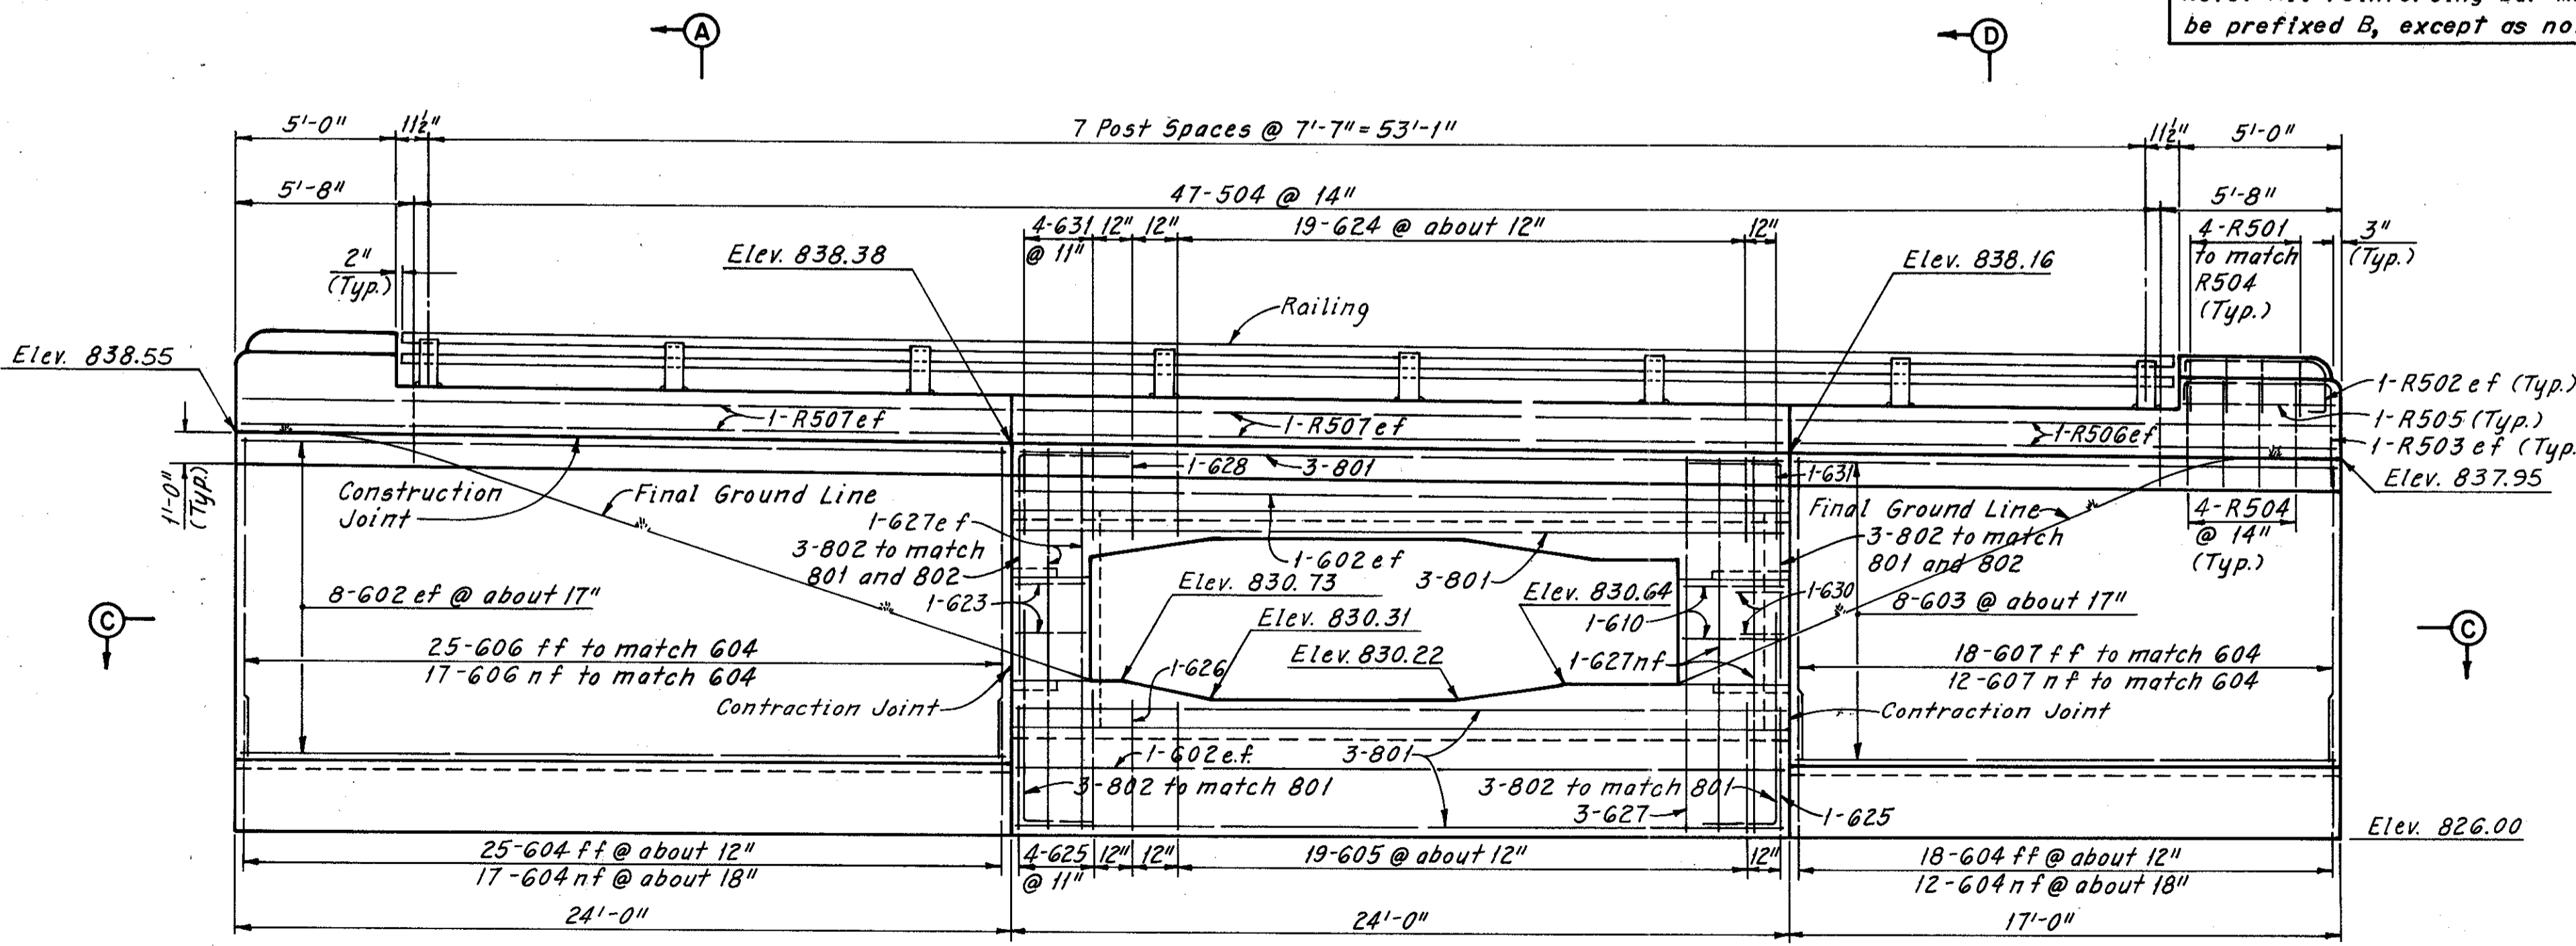 be prefixed B, except as
A
D
5'-0" 11½" 7 Post Spaces @ 7'-7" = 53'-1" 11½" 5'-0"
5'-8" 47-504 @ 14" 5'-8"
4-631 12" 12" 19-624 @ about 12" 12"
@ 11"
4-R501
to match
R504
(Typ.)
3"
(Typ.)
2"
(Typ.)
Elev. 838.38
Elev. 838.16
Railing
Elev. 838.55
1-R502 ef (Typ.)
1-R505 (Typ.)
1-R503 ef (Typ.
1-R507ef
1-R507ef
1-R506ef
Elev. 837.95
1'-0"
(Typ.)
1-628
3-801
1-631
Construction
Joint
Final Ground Line
Final Ground Line
4-R504
@ 14"
(Typ.)
1-627ef
3-802 to match
801 and 802
1-602 ef
3-801
3-802 to match
801 and 802
Elev. 830.73
Elev. 830.64
1-630
8-602 ef @ about 17"
1-623
8-603 @ about 17"
C
Elev. 830.31
1-610
C
25-606 ff to match 604
17-606 nf to match 604
1-626
Elev. 830.22
1-627nf
18-607 ff to match 604
12-607 nf to match 604
Contraction Joint
Contraction Joint
1-602 e.f.
3-801
3-802 to match 801
3-802 to match 801
3-627
1-625
Elev. 826.00
25-604 ff @ about 12"
17-604 nf @ about 18"
4-625 12" 12" 19-605 @ about 12" 12"
@ 11"
18-604 ff @ about 12"
12-604 nf @ about 18"
24'-0" 24'-0" 17'-0"